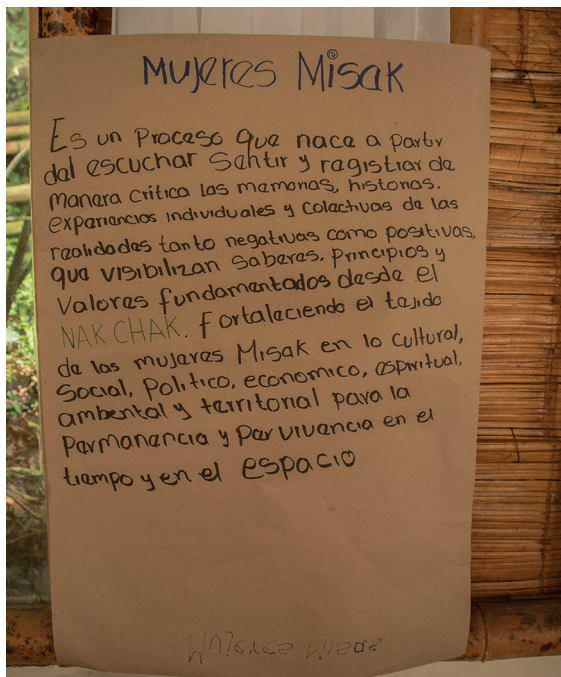 Mujeres Misak
Es un Proceso que nace a partir
del escuchar Sentir y registrar de
manera critica las memorias, historias.
experiencias individuales y colectivas de las
realidades tanto negativas como positivas,
que visibilizan saberes, principios y
valores fundamentados desde el
NAK CHAK. Fortaleciendo el tejido
de las mujeres Misak en lo cultural,
Social, Politico, economico, espiritual,
ambental y territorial para la
Permanencia y Pervivencia en el
tiempo y en el espacio